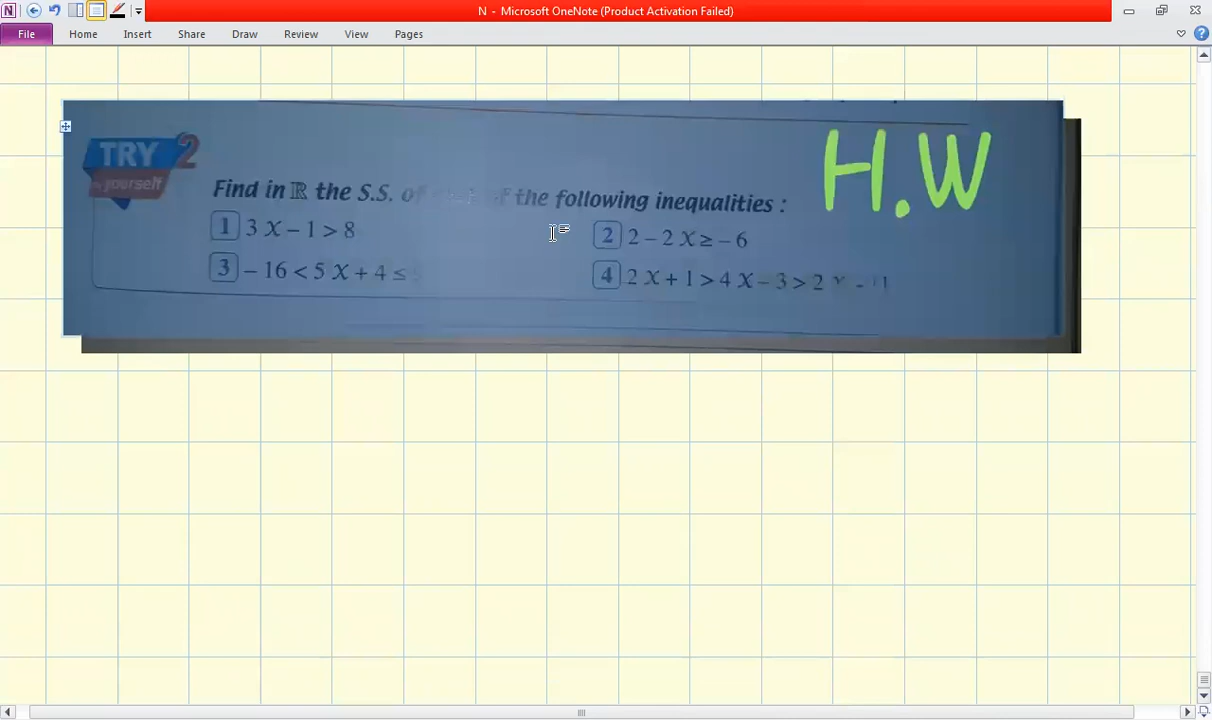 N - Microsoft OneNote (Product Activation Failed)
File Home Insert Share Draw Review View Pages
H.W
TRY 2
yourself
Find in ℝ the S.S. of each of the following inequalities :
1 3 X – 1 > 8
2 2 – 2 X ≥ – 6
3 – 16 < 5 X + 4 ≤
4 2 X + 1 > 4 X – 3 > 2